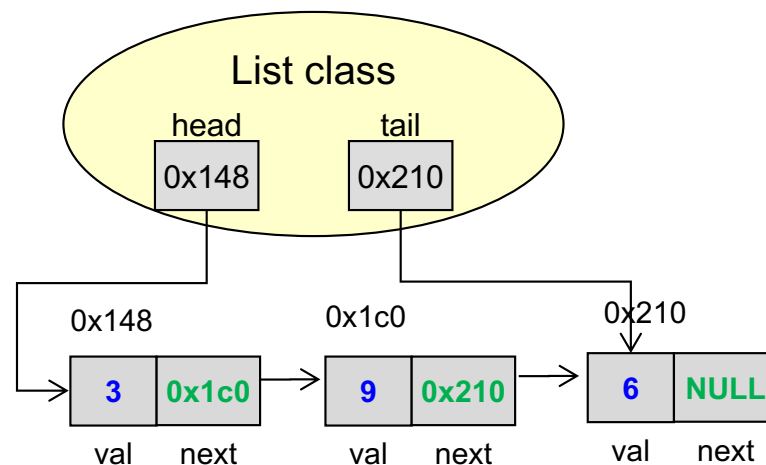 List class
head tail
0x148 0x210
0x148 0x1c0 0x210
3 0x1c0 9 0x210 6 NULL
val next val next val next